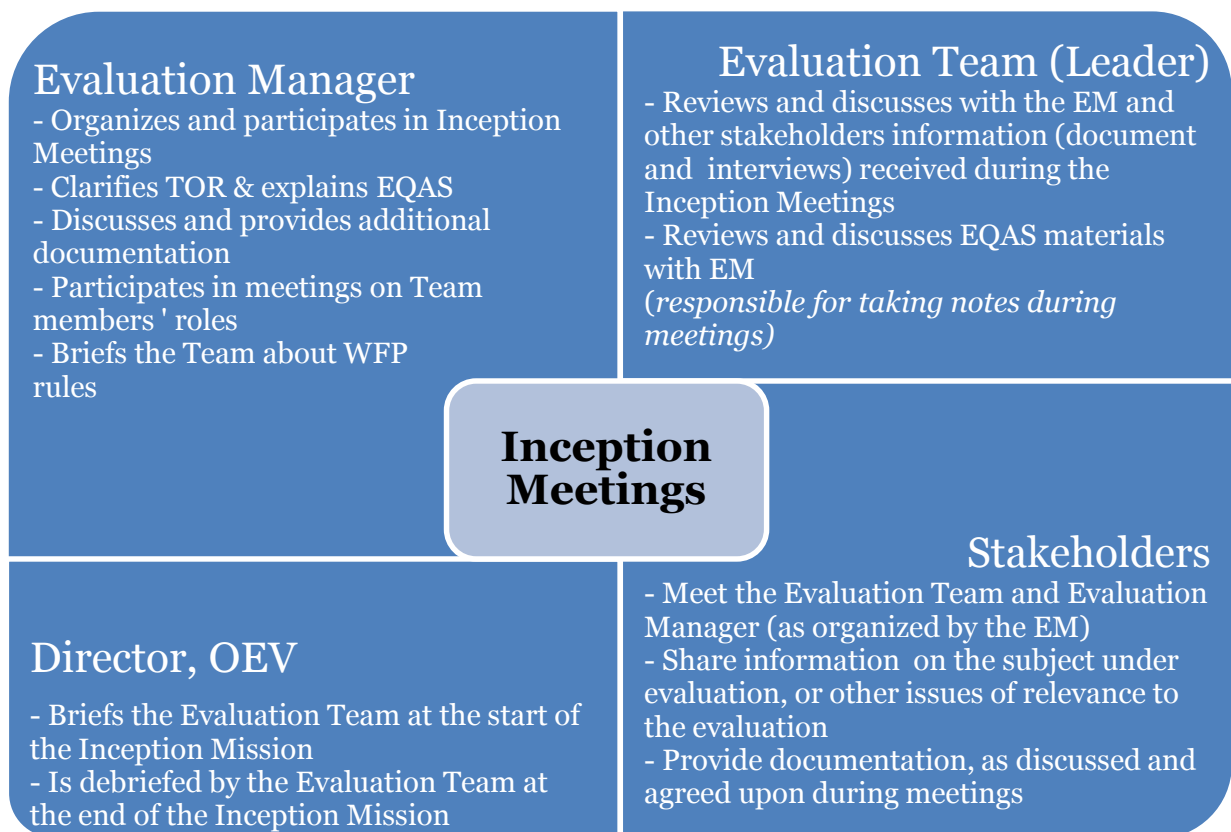 Evaluation Manager
- Organizes and participates in Inception
Meetings
- Clarifies TOR & explains EQAS
- Discusses and provides additional
documentation
- Participates in meetings on Team
members ' roles
- Briefs the Team about WFP
rules
Evaluation Team (Leader)
- Reviews and discusses with the EM and
other stakeholders information (document
and interviews) received during the
Inception Meetings
- Reviews and discusses EQAS materials
with EM
(responsible for taking notes during
meetings)
Inception
Meetings
Director, OEV
- Briefs the Evaluation Team at the start of
the Inception Mission
- Is debriefed by the Evaluation Team at
the end of the Inception Mission
Stakeholders
- Meet the Evaluation Team and Evaluation
Manager (as organized by the EM)
- Share information on the subject under
evaluation, or other issues of relevance to
the evaluation
- Provide documentation, as discussed and
agreed upon during meetings